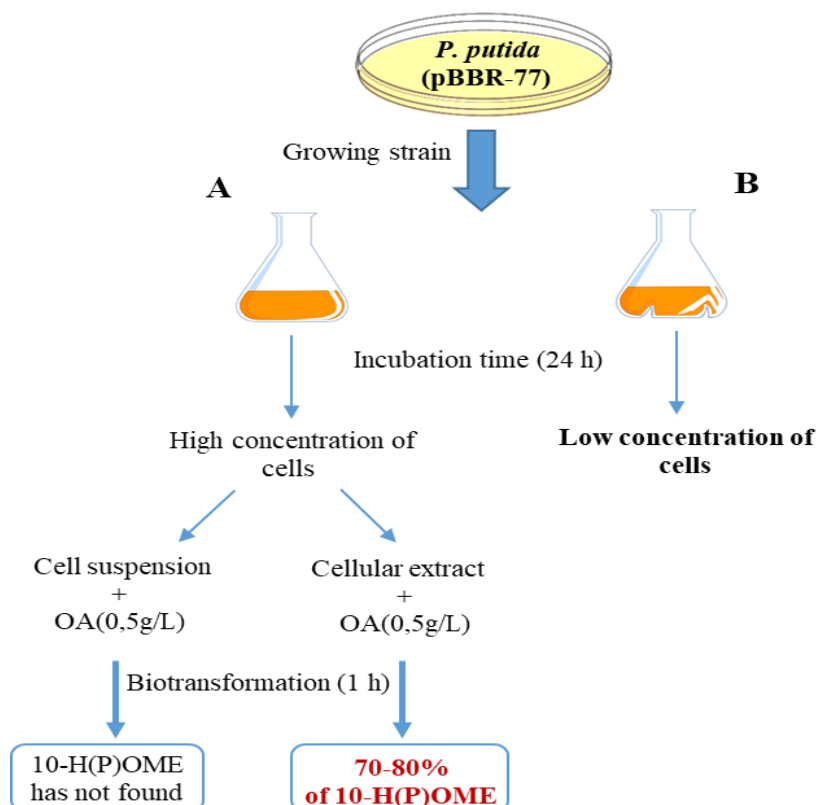 P. putida
(pBBR-77)
Growing strain
A
B
Incubation time (24 h)
High concentration of
cells
Low concentration of
cells
Cell suspension
+
OA(0,5g/L)
Cellular extract
+
OA(0,5g/L)
Biotransformation (1 h)
10-H(P)OME
has not found
70-80%
of 10-H(P)OME